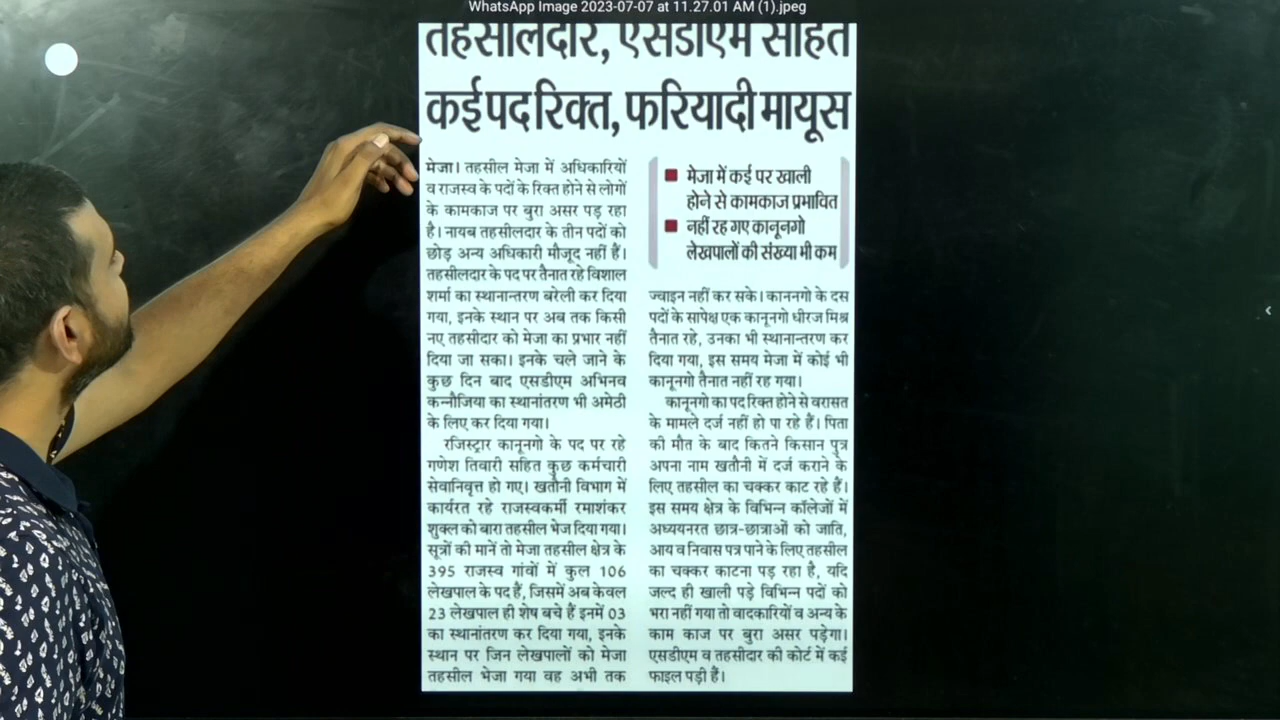 WhatsApp Image 2023-07-07 at 11.27.01 AM (1).jpeg
तहसीलदार, एसडीएम सहित
कई पद रिक्त, फरियादी मायूस
मेजा। तहसील मेजा में अधिकारियों
व राजस्व के पदों के रिक्त होने से लोगों
के कामकाज पर बुरा असर पड़ रहा
है। नायब तहसीलदार के तीन पदों को
छोड़ अन्य अधिकारी मौजूद नहीं हैं।
तहसीलदार के पद पर तैनात रहे विशाल
शर्मा का स्थानान्तरण बरेली कर दिया
गया, इनके स्थान पर अब तक किसी
नए तहसीदार को मेजा का प्रभार नहीं
दिया जा सका। इनके चले जाने के
कुछ दिन बाद एसडीएम अभिनव
कन्नौजिया का स्थानांतरण भी अमेठी
के लिए कर दिया गया।
रजिस्ट्रार कानूनगो के पद पर रहे
गणेश तिवारी सहित कुछ कर्मचारी
सेवानिवृत्त हो गए। खतौनी विभाग में
कार्यरत रहे राजस्वकर्मी रमाशंकर
शुक्ल को बारा तहसील भेज दिया गया।
सूत्रों की मानें तो मेजा तहसील क्षेत्र के
395 राजस्व गांवों में कुल 106
लेखपाल के पद हैं, जिसमें अब केवल
23 लेखपाल ही शेष बचे हैं इनमें 03
का स्थानांतरण कर दिया गया, इनके
स्थान पर जिन लेखपालों को मेजा
तहसील भेजा गया वह अभी तक
मेजा में कई पर खाली
होने से कामकाज प्रभावित
नहीं रह गए कानूनगो
लेखपालों की संख्या भी कम
ज्वाइन नहीं कर सके। काननगो के दस
पदों के सापेक्ष एक कानूनगो धीरज मिश्र
तैनात रहे, उनका भी स्थानान्तरण कर
दिया गया, इस समय मेजा में कोई भी
कानूनगो तैनात नहीं रह गया।
कानूनगो का पद रिक्त होने से वरासत
के मामले दर्ज नहीं हो पा रहे हैं। पिता
की मौत के बाद कितने किसान पुत्र
अपना नाम खतौनी में दर्ज कराने के
लिए तहसील का चक्कर काट रहे हैं।
इस समय क्षेत्र के विभिन्न कॉलेजों में
अध्ययनरत छात्र-छात्राओं को जाति,
आय व निवास पत्र पाने के लिए तहसील
का चक्कर काटना पड़ रहा है, यदि
जल्द ही खाली पड़े विभिन्न पदों को
भरा नहीं गया तो वादकारियों व अन्य के
काम काज पर बुरा असर पड़ेगा।
एसडीएम व तहसीदार की कोर्ट में कई
फाइल पड़ी हैं।